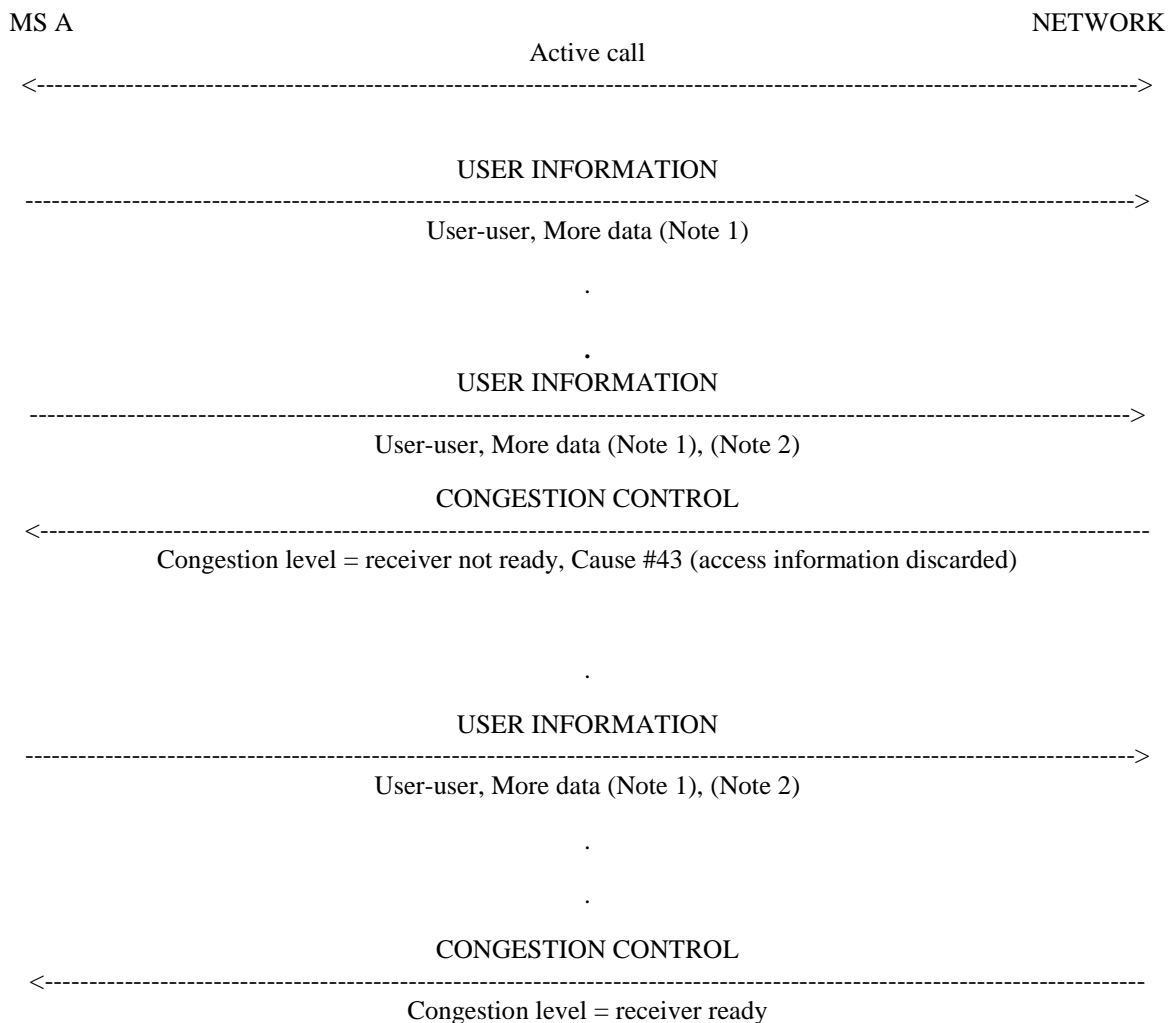 MS A NETWORK
Active call
<-------------------------------------------------------------------------------------------------------------------------->
USER INFORMATION
--------------------------------------------------------------------------------------------------------------------------->
User-user, More data (Note 1)
.
.
USER INFORMATION
-------------------------------------------------------------------------------------------------------------------------->
User-user, More data (Note 1), (Note 2)
CONGESTION CONTROL
<---------------------------------------------------------------------------------------------------------------------------
Congestion level = receiver not ready, Cause #43 (access information discarded)
.
USER INFORMATION
--------------------------------------------------------------------------------------------------------------------------->
User-user, More data (Note 1), (Note 2)
.
.
CONGESTION CONTROL
<--------------------------------------------------------------------------------------------------------------------------
Congestion level = receiver ready